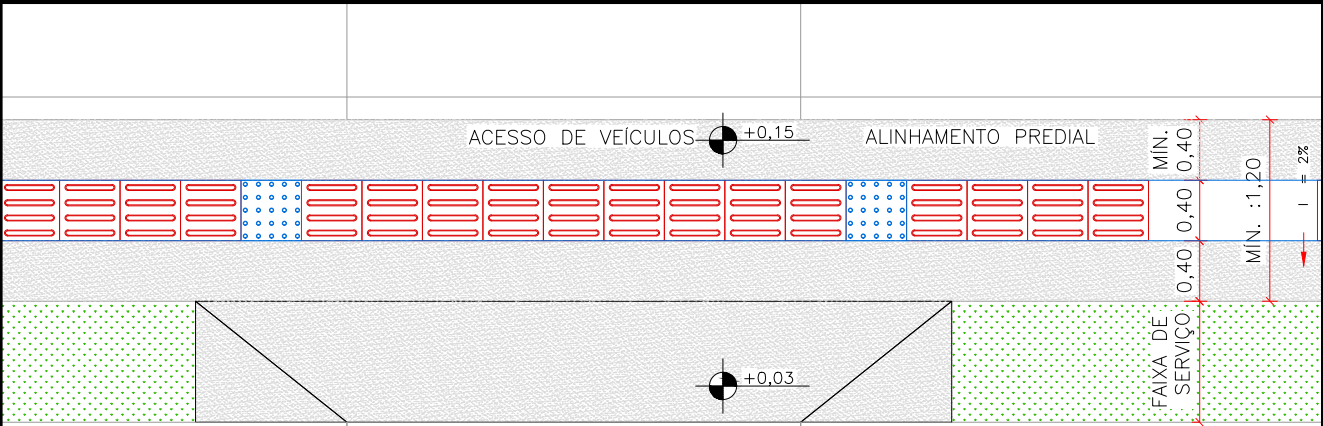 ACESSO DE VEÍCULOS
+0,15
ALINHAMENTO PREDIAL
MÍN.
0,40
0,40
0,40
MÍN. :1,20
I = 2%
+0,03
FAIXA DE
SERVIÇO